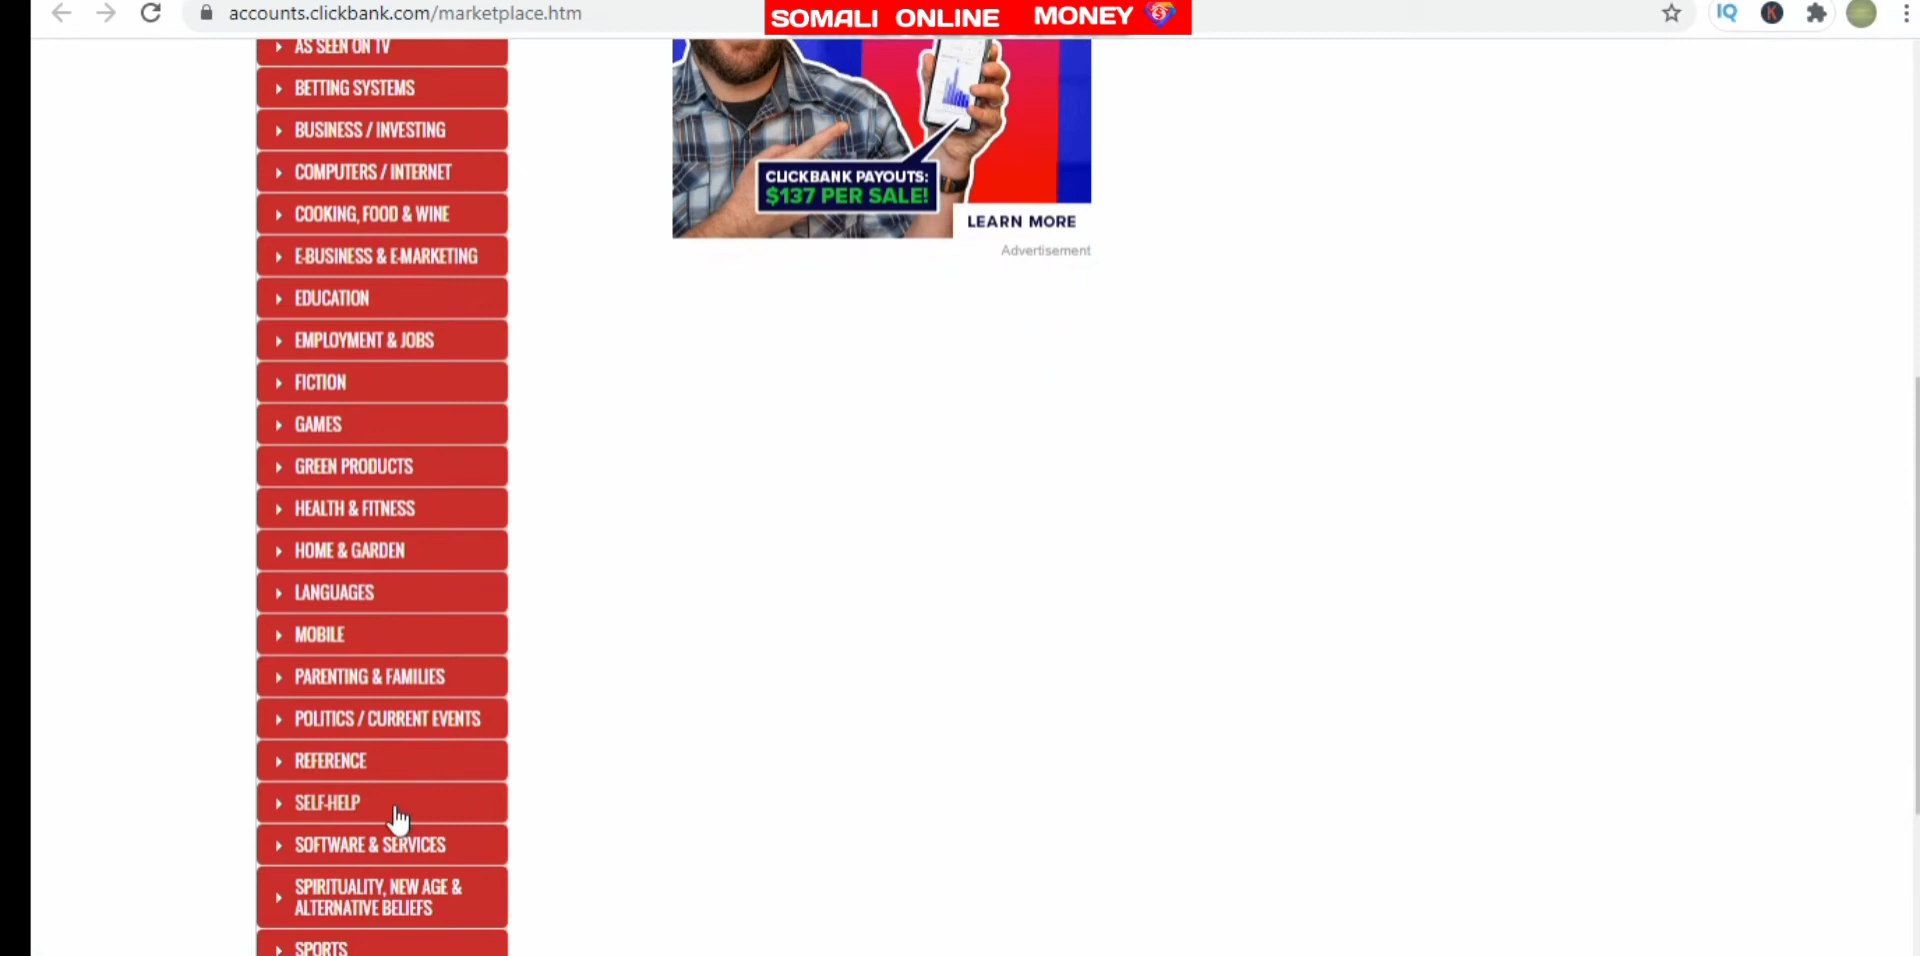 accounts.clickbank.com/marketplace.htm
SOMALI ONLINE MONEY
IQ
K
AS SEEN ON TV
BETTING SYSTEMS
BUSINESS / INVESTING
COMPUTERS / INTERNET
COOKING, FOOD & WINE
E-BUSINESS & E-MARKETING
EDUCATION
EMPLOYMENT & JOBS
FICTION
GAMES
GREEN PRODUCTS
HEALTH & FITNESS
HOME & GARDEN
LANGUAGES
MOBILE
PARENTING & FAMILIES
POLITICS / CURRENT EVENTS
REFERENCE
SELF-HELP
SOFTWARE & SERVICES
SPIRITUALITY, NEW AGE &
ALTERNATIVE BELIEFS
SPORTS
CLICKBANK PAYOUTS:
$137 PER SALE!
LEARN MORE
Advertisement